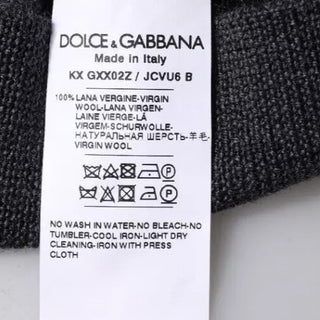 DOLCE & GABBANA
Made in Italy
KX GXX02Z / JCVU6 B
100% LANA VERGINE-VIRGIN
WOOL-LANA VIRGEN-
LAINE VIERGE-LÃ
VIRGEM-SCHURWOLLE-
НАТУРАЛЬНАЯ ШЕРСТЬ-羊毛-
VIRGIN WOOL
NO WASH IN WATER-NO BLEACH-NO
TUMBLER-COOL IRON-LIGHT DRY
CLEANING-IRON WITH PRESS
CLOTH